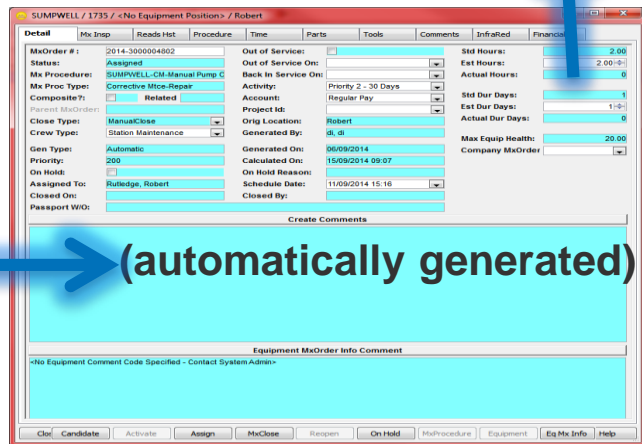 SUMPWELL / 1735 / <No Equipment Position> / Robert
Detail Mx Insp Reads Hst Procedure Time Parts Tools Comments InfraRed Financial
MxOrder # : 2014-3000004802 Out of Service: Std Hours: 2.00
Status: Assigned Out of Service On: Est Hours: 2.00
Mx Procedure: SUMPWELL-CM-Manual Pump C Back In Service On: Actual Hours: 0
Mx Proc Type: Corrective Mtce-Repair Activity: Priority 2 - 30 Days
Composite?: Related Account: Regular Pay Std Dur Days: 1
Parent MxOrder: Project Id: Est Dur Days: 1
Close Type: ManualClose Orig Location: Robert Actual Dur Days: 0
Crew Type: Station Maintenance Generated By: di, di
Max Equip Health: 20.00
Gen Type: Automatic Generated On: 06/09/2014 Company MxOrder
Priority: 200 Calculated On: 15/09/2014 09:07
On Hold: On Hold Reason:
Assigned To: Rutledge, Robert Schedule Date: 11/09/2014 15:16
Closed On: Closed By:
Passport W/O:
Create Comments
(automatically generated)
Equipment MxOrder Info Comment
<No Equipment Comment Code Specified - Contact System Admin>
Candidate Activate Assign MxClose Reopen On Hold MxProcedure Equipment Eq Mx Info Help